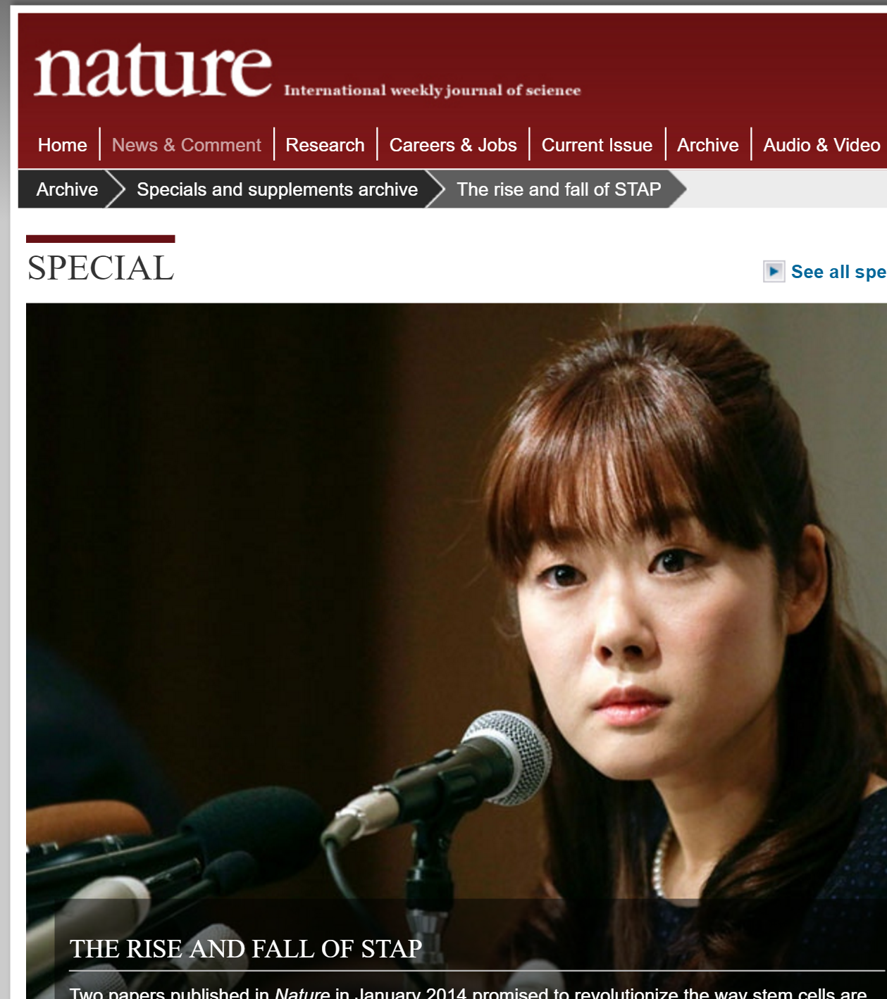 nature International weekly journal of science
Home News & Comment Research Careers & Jobs Current Issue Archive Audio & Video
Archive Specials and supplements archive The rise and fall of STAP
SPECIAL
See all spe
THE RISE AND FALL OF STAP
Two papers published in Nature in January 2014 promised to revolutionize the way stem cells are